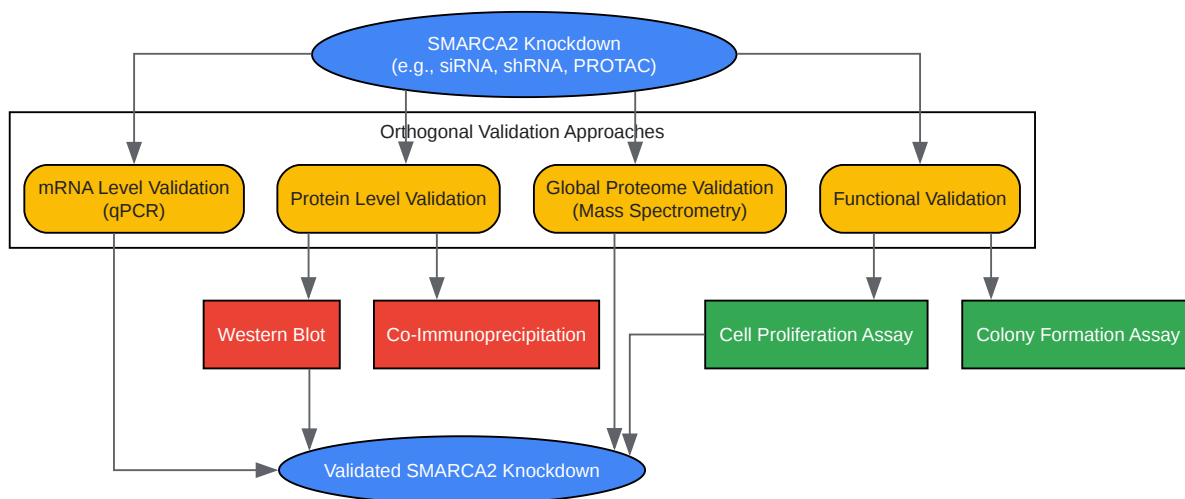 SMARCA2 Knockdown
(e.g., siRNA, shRNA, PROTAC)
Orthogonal Validation Approaches
mRNA Level Validation
(qPCR)
Protein Level Validation
Global Proteome Validation
(Mass Spectrometry)
Functional Validation
Western Blot
Co-Immunoprecipitation
Cell Proliferation Assay
Colony Formation Assay
Validated SMARCA2 Knockdown